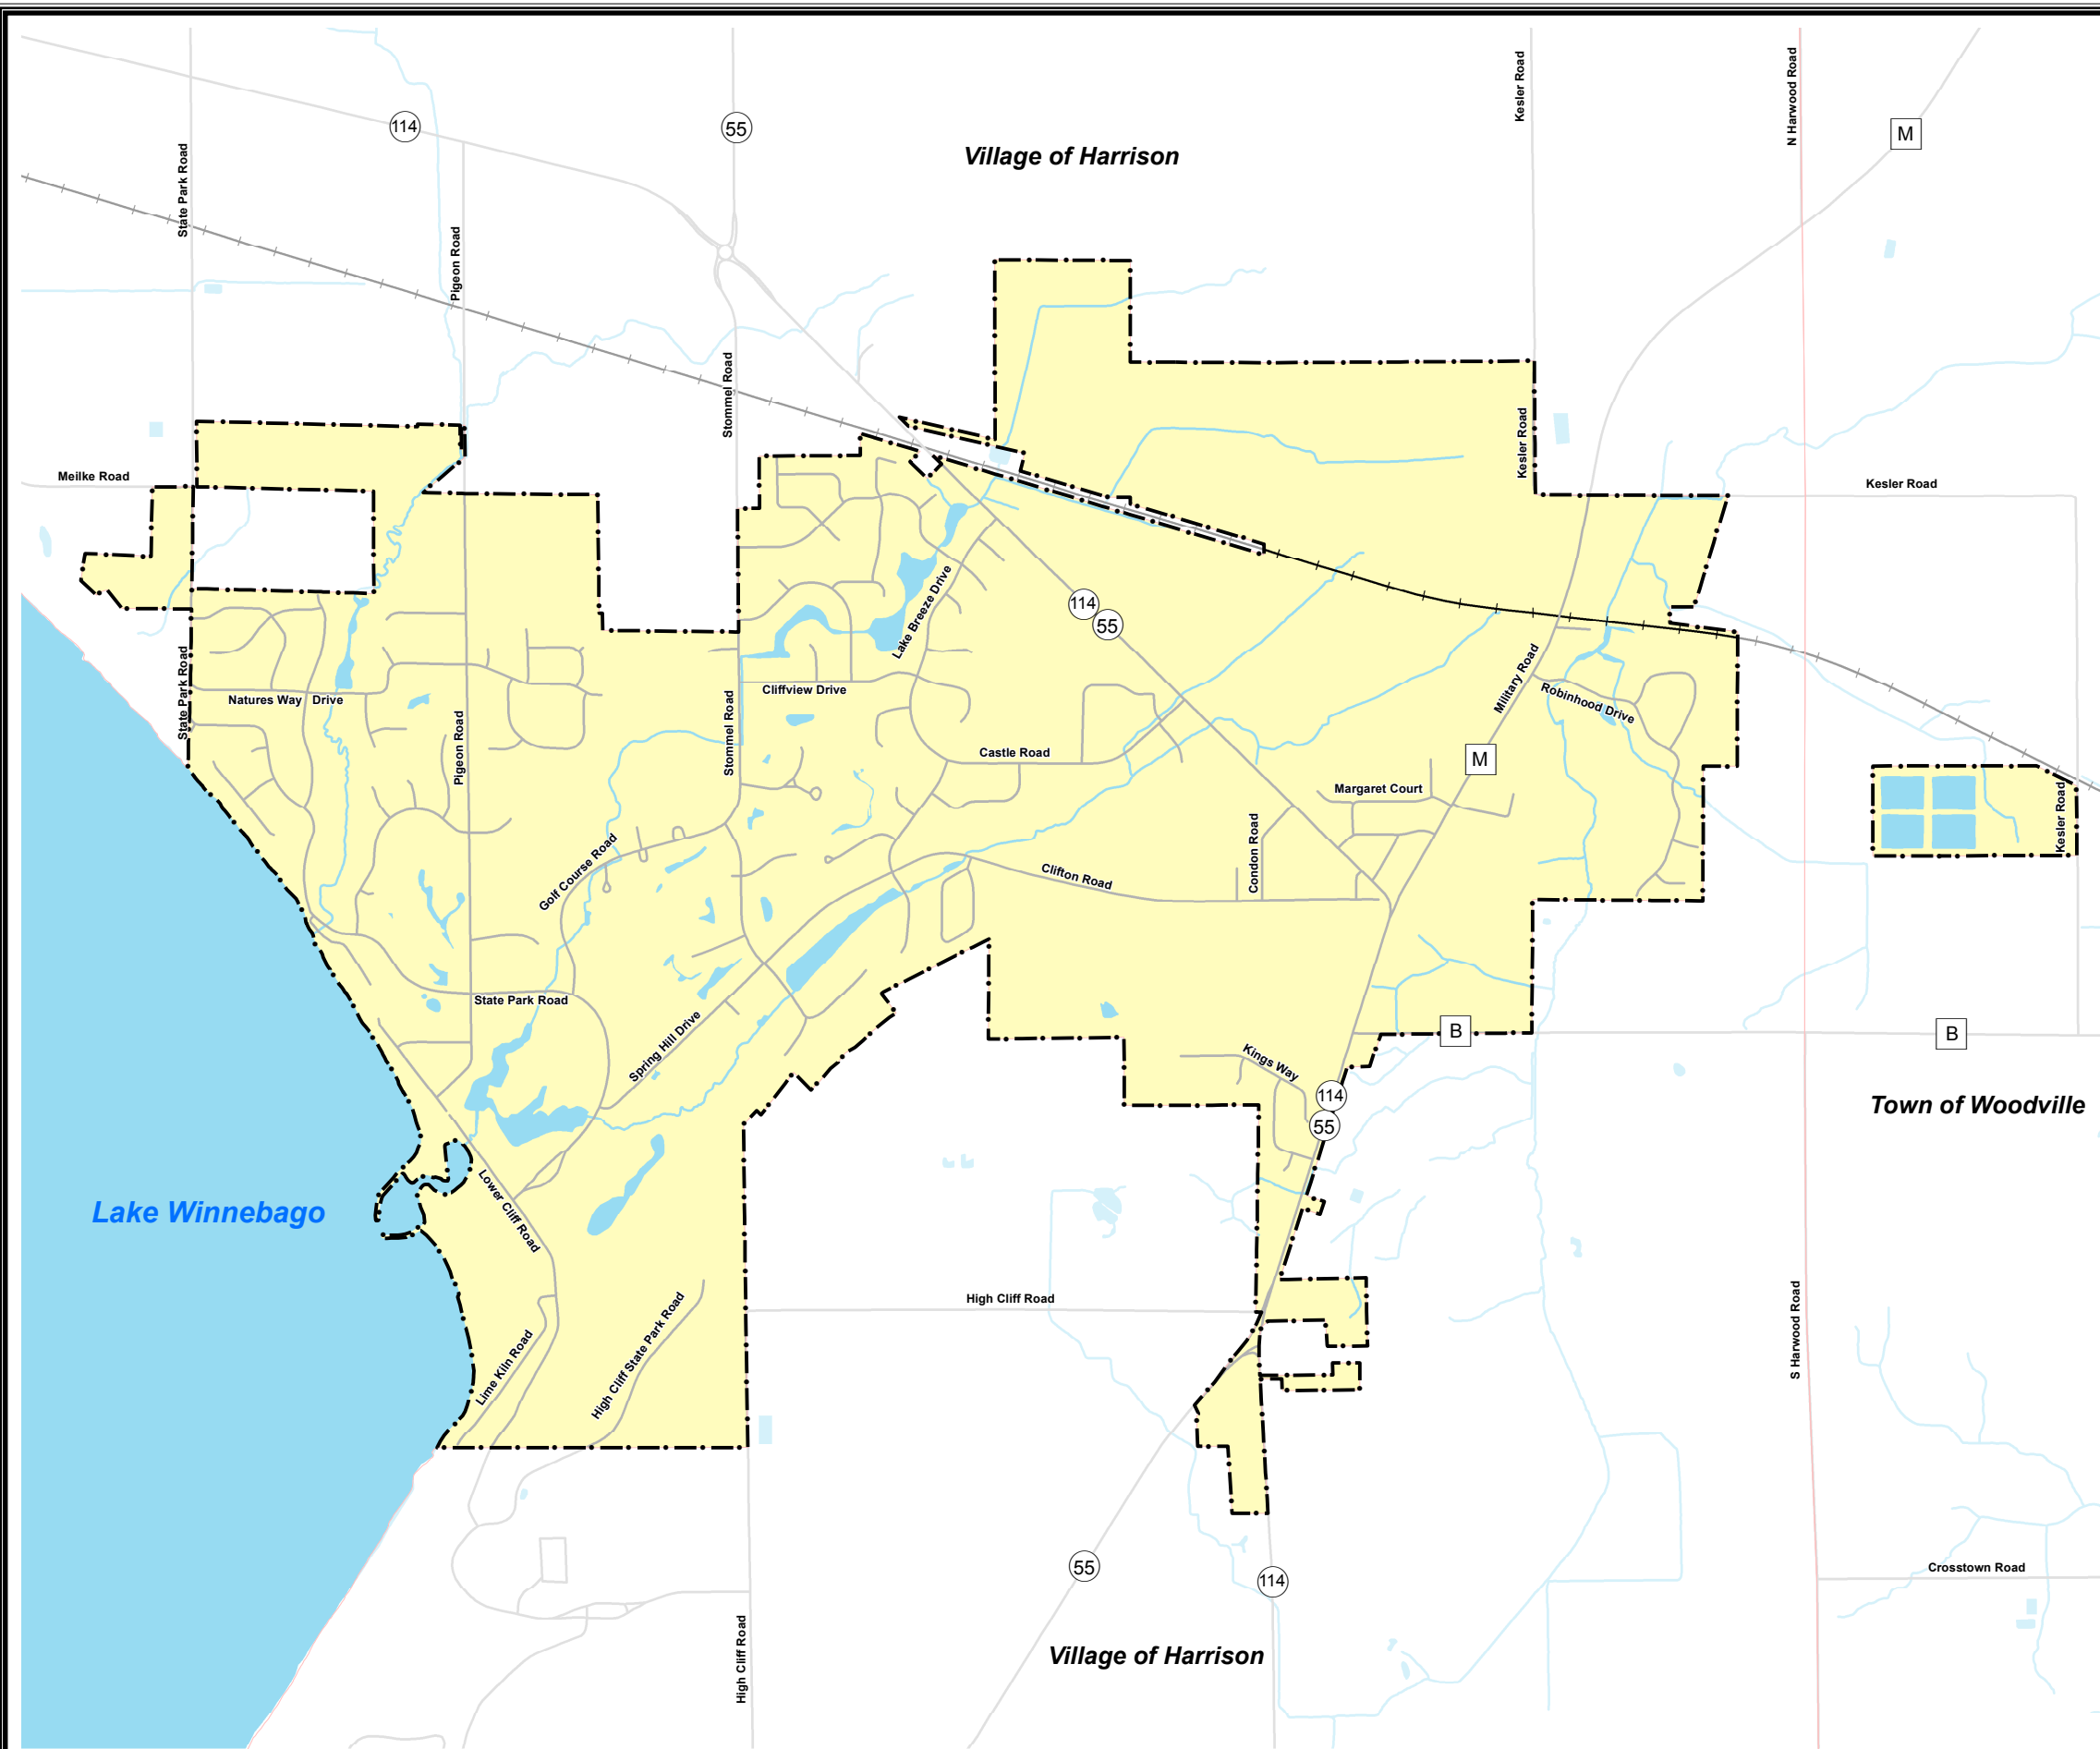 Kesler Road
N Harwood Road
114
55
M
Village of Harrison
State Park Road
Pigeon Road
Stommel Road
Kesler Road
Meilke Road
Kesler Road
Lake Breeze Drive
114
55
State Park Road
Natures Way Drive
Cliffview Drive
Military Road
Robinhood Drive
Pigeon Road
Stommel Road
Castle Road
M
Margaret Court
Kesler Road
Golf Course Road
Condon Road
Clifton Road
State Park Road
Spring Hill Drive
B
B
Kings Way
114
55
Town of Woodville
Lake Winnebago
Lower Cliff Road
High Cliff Road
S Harwood Road
Lime Kiln Road
High Cliff State Park Road
55
114
Crosstown Road
High Cliff Road
Village of Harrison